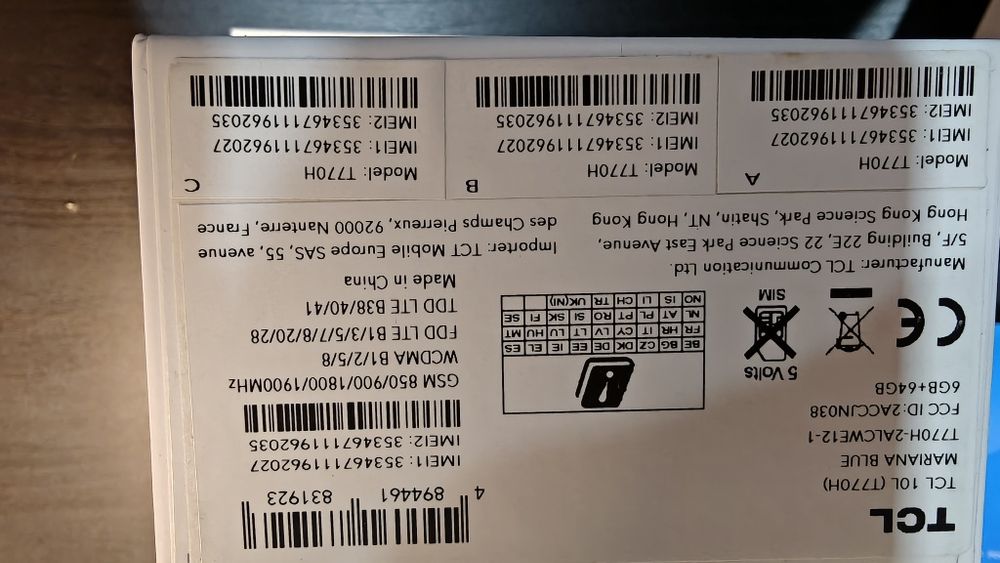 TCL
TCL 10L (T770H)
MARIANA BLUE
T770H-2ALCWE12-1
FCC ID: 2ACCJN038
6GB+64GB
CE
5 Volts
SIM
BE BG CZ DK DE EE IE EL ES
FR HR IT CY LV LT LU HU MT
NL AT PL PT RO SI SK FI SE
NO IS LI CH TR UK(NI)
4 894461 831923
IMEI1: 353467111962027
IMEI2: 353467111962035
GSM 850/900/1800/1900MHz
WCDMA B1/2/5/8
FDD LTE B1/3/5/7/8/20/28
TDD LTE B38/40/41
Made in China
Manufacturer: TCL Communication Ltd.
5/F, Building 22E, 22 Science Park East Avenue,
Hong Kong Science Park, Shatin, NT, Hong Kong
Importer: TCT Mobile Europe SAS, 55 avenue
des Champs Pierreux, 92000 Nanterre, France
A
Model: T770H
IMEI1: 353467111962027
IMEI2: 353467111962035
B
Model: T770H
IMEI1: 353467111962027
IMEI2: 353467111962035
C
Model: T770H
IMEI1: 353467111962027
IMEI2: 353467111962035